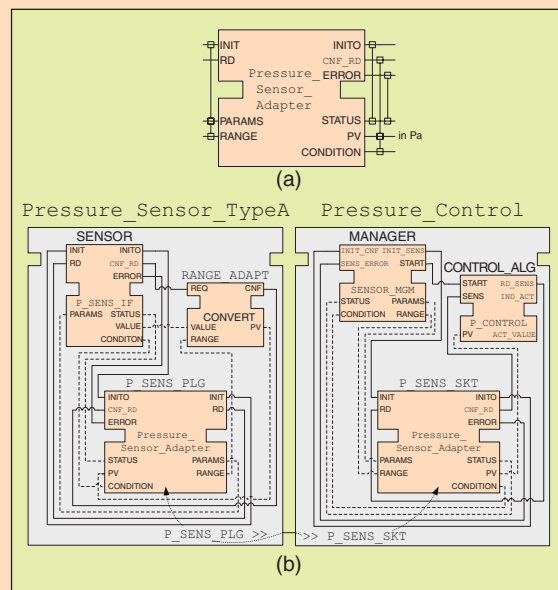 INIT INITO
RD CNF_RD
ERROR
Pressure_
Sensor_
Adapter
PARAMS STATUS
RANGE PV in Pa
CONDITION
(a)
Pressure_Sensor_TypeA
SENSOR
INIT INITO
RD CNF_RD
ERROR
P_SENS_IF
PARAMS STATUS
VALUE
CONDITON
RANGE_ADAPT
REQ CNF
CONVERT
VALUE PV
RANGE
P_SENS_PLG
INITO INIT
CNF_RD RD
ERROR
Pressure_
Sensor_Adapter
STATUS PARAMS
PV RANGE
CONDITION
P_SENS_PLG >>
Pressure_Control
MANAGER
INIT_CNF INIT_SENS
SENS_ERROR START
SENSOR_MGM
STATUS PARAMS
CONDITION RANGE
CONTROL_ALG
START RD_SENS
SENS IND_ACT
P_CONTROL
PV ACT_VALUE
P_SENS_SKT
INIT INITO
RD CNF_RD
ERROR
Pressure_
Sensor_Adapter
PARAMS STATUS
RANGE PV
CONDITION
>> P_SENS_SKT
(b)